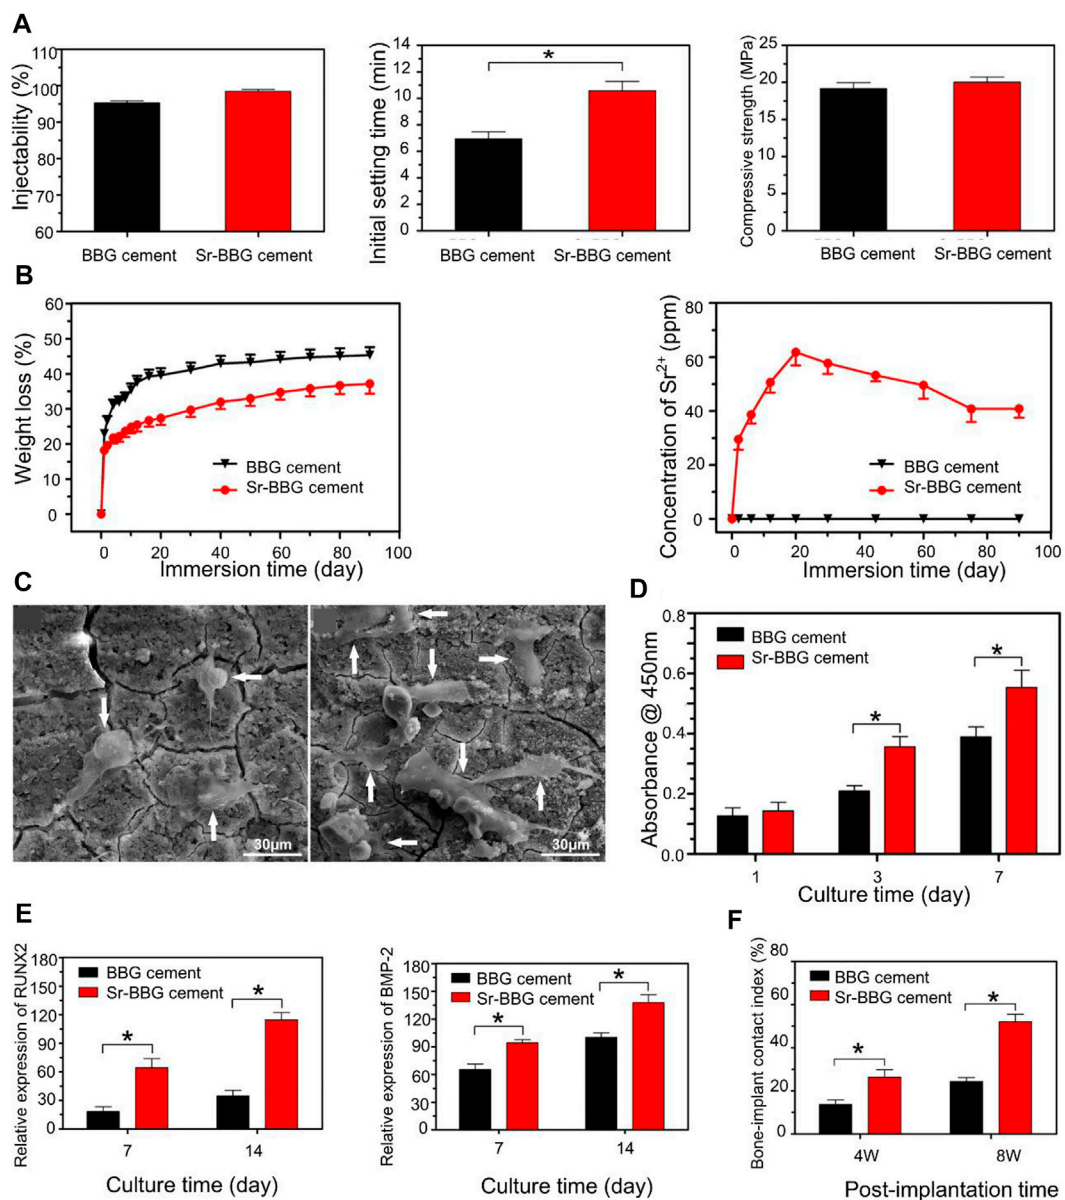 A
Injectability (%)
110
100
90
80
70
60
BBG cement
Sr-BBG cement
Initial setting time (min)
14
12
10
8
6
4
2
0
*
BBG cement
Sr-BBG cement
Compressive strength (MPa)
25
20
15
10
5
0
BBG cement
Sr-BBG cement
B
Weight loss (%)
60
50
40
30
20
10
0
BBG cement
Sr-BBG cement
0 20 40 60 80 100
Immersion time (day)
Concentration of Sr²⁺ (ppm)
80
60
40
20
0
BBG cement
Sr-BBG cement
0 20 40 60 80 100
Immersion time (day)
C
30µm
30µm
D
Absorbance @ 450nm
0.8
0.6
0.4
0.2
0.0
BBG cement
Sr-BBG cement
*
*
1 3 7
Culture time (day)
E
Relative expression of RUNX2
180
150
120
90
60
30
0
BBG cement
Sr-BBG cement
*
*
7 14
Culture time (day)
Relative expression of BMP-2
180
150
120
90
150
60
30
0
BBG cement
Sr-BBG cement
*
*
7 14
Culture time (day)
F
Bone-implant contact index (%)
80
60
40
20
0
BBG cement
Sr-BBG cement
*
*
4W 8W
Post-implantation time